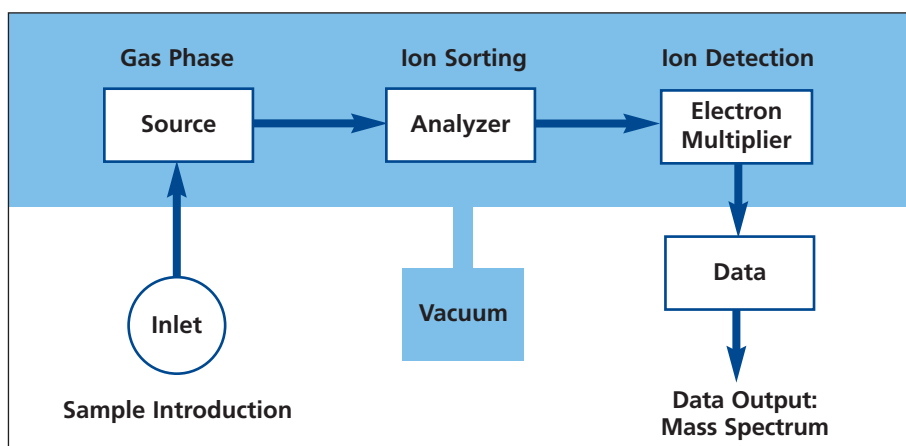 Gas Phase
Ion Sorting
Ion Detection
Source
Analyzer
Electron
Multiplier
Inlet
Vacuum
Data
Sample Introduction
Data Output:
Mass Spectrum